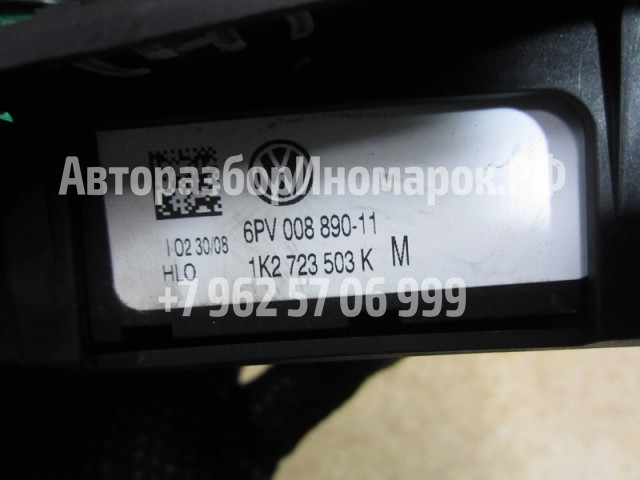 АвторазборИномарок.РФ
6PV 008 890-11
I 02 30/08
HLO
1K2 723 503 K M
+7 962 57 06 999